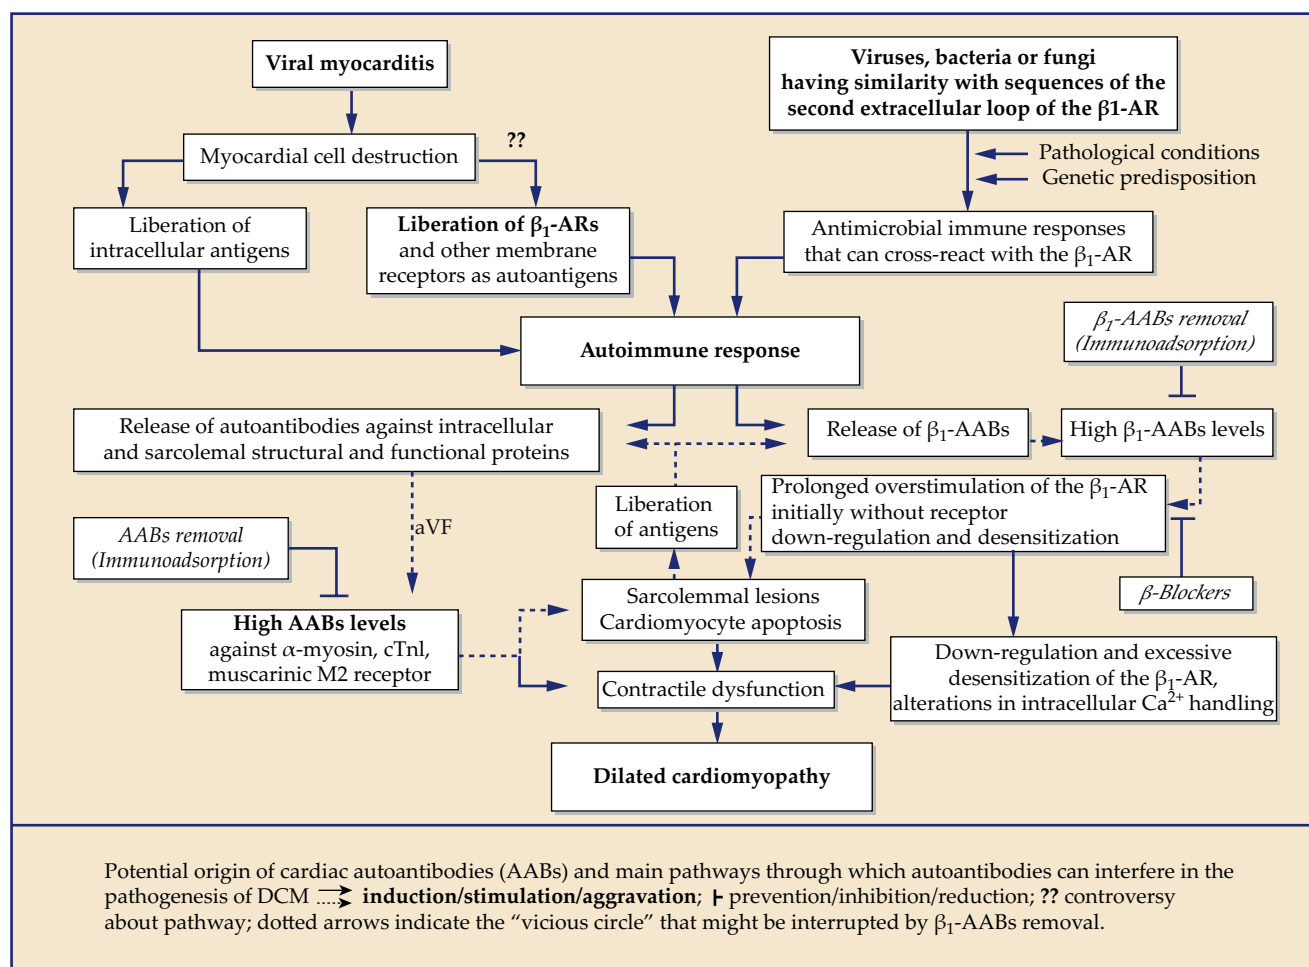 Viral myocarditis
Viruses, bacteria or fungi
having similarity with sequences of the
second extracellular loop of the β1-AR
??
Myocardial cell destruction
Pathological conditions
Genetic predisposition
Liberation of
intracellular antigens
Liberation of β₁-ARs
and other membrane
receptors as autoantigens
Antimicrobial immune responses
that can cross-react with the β₁-AR
β₁-AABs removal
(Immunoadsorption)
Autoimmune response
Release of autoantibodies against intracellular
and sarcolemal structural and functional proteins
Release of β₁-AABs
High β₁-AABs levels
Liberation
of antigens
Prolonged overstimulation of the β₁-AR
initially without receptor
down-regulation and desensitization
aVF
AABs removal
(Immunoadsorption)
β-Blockers
Sarcolemmal lesions
Cardiomyocyte apoptosis
High AABs levels
against α-myosin, cTnl,
muscarinic M2 receptor
Down-regulation and excessive
desensitization of the β₁-AR,
alterations in intracellular Ca²⁺ handling
Contractile dysfunction
Dilated cardiomyopathy
Potential origin of cardiac autoantibodies (AABs) and main pathways through which autoantibodies can interfere in the
pathogenesis of DCM induction/stimulation/aggravation; prevention/inhibition/reduction; ?? controversy
about pathway; dotted arrows indicate the “vicious circle” that might be interrupted by β₁-AABs removal.